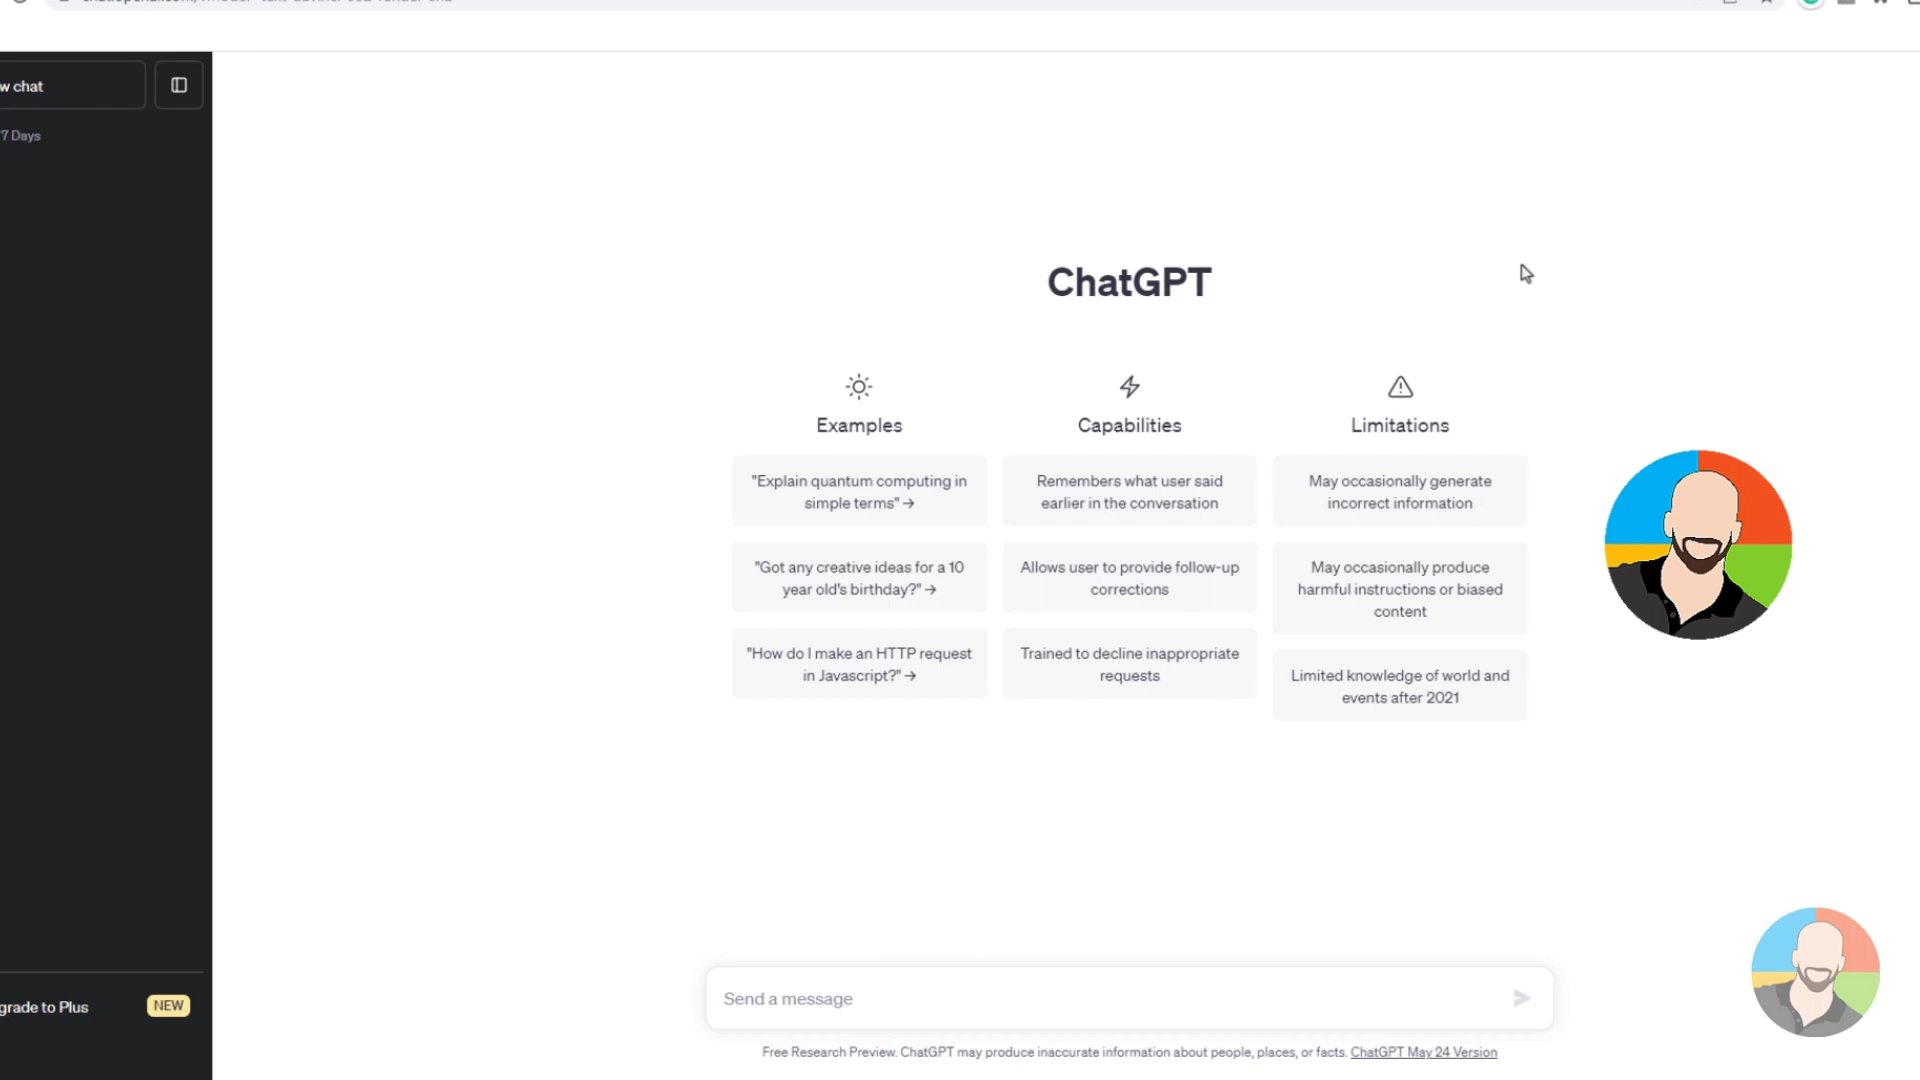 w chat
7 Days
ChatGPT
Examples
Capabilities
Limitations
"Explain quantum computing in
simple terms" →
Remembers what user said
earlier in the conversation
May occasionally generate
incorrect information
"Got any creative ideas for a 10
year old's birthday?" →
Allows user to provide follow-up
corrections
May occasionally produce
harmful instructions or biased
content
"How do I make an HTTP request
in Javascript?" →
Trained to decline inappropriate
requests
Limited knowledge of world and
events after 2021
grade to Plus
NEW
Send a message
Free Research Preview. ChatGPT may produce inaccurate information about people, places, or facts. ChatGPT May 24 Version